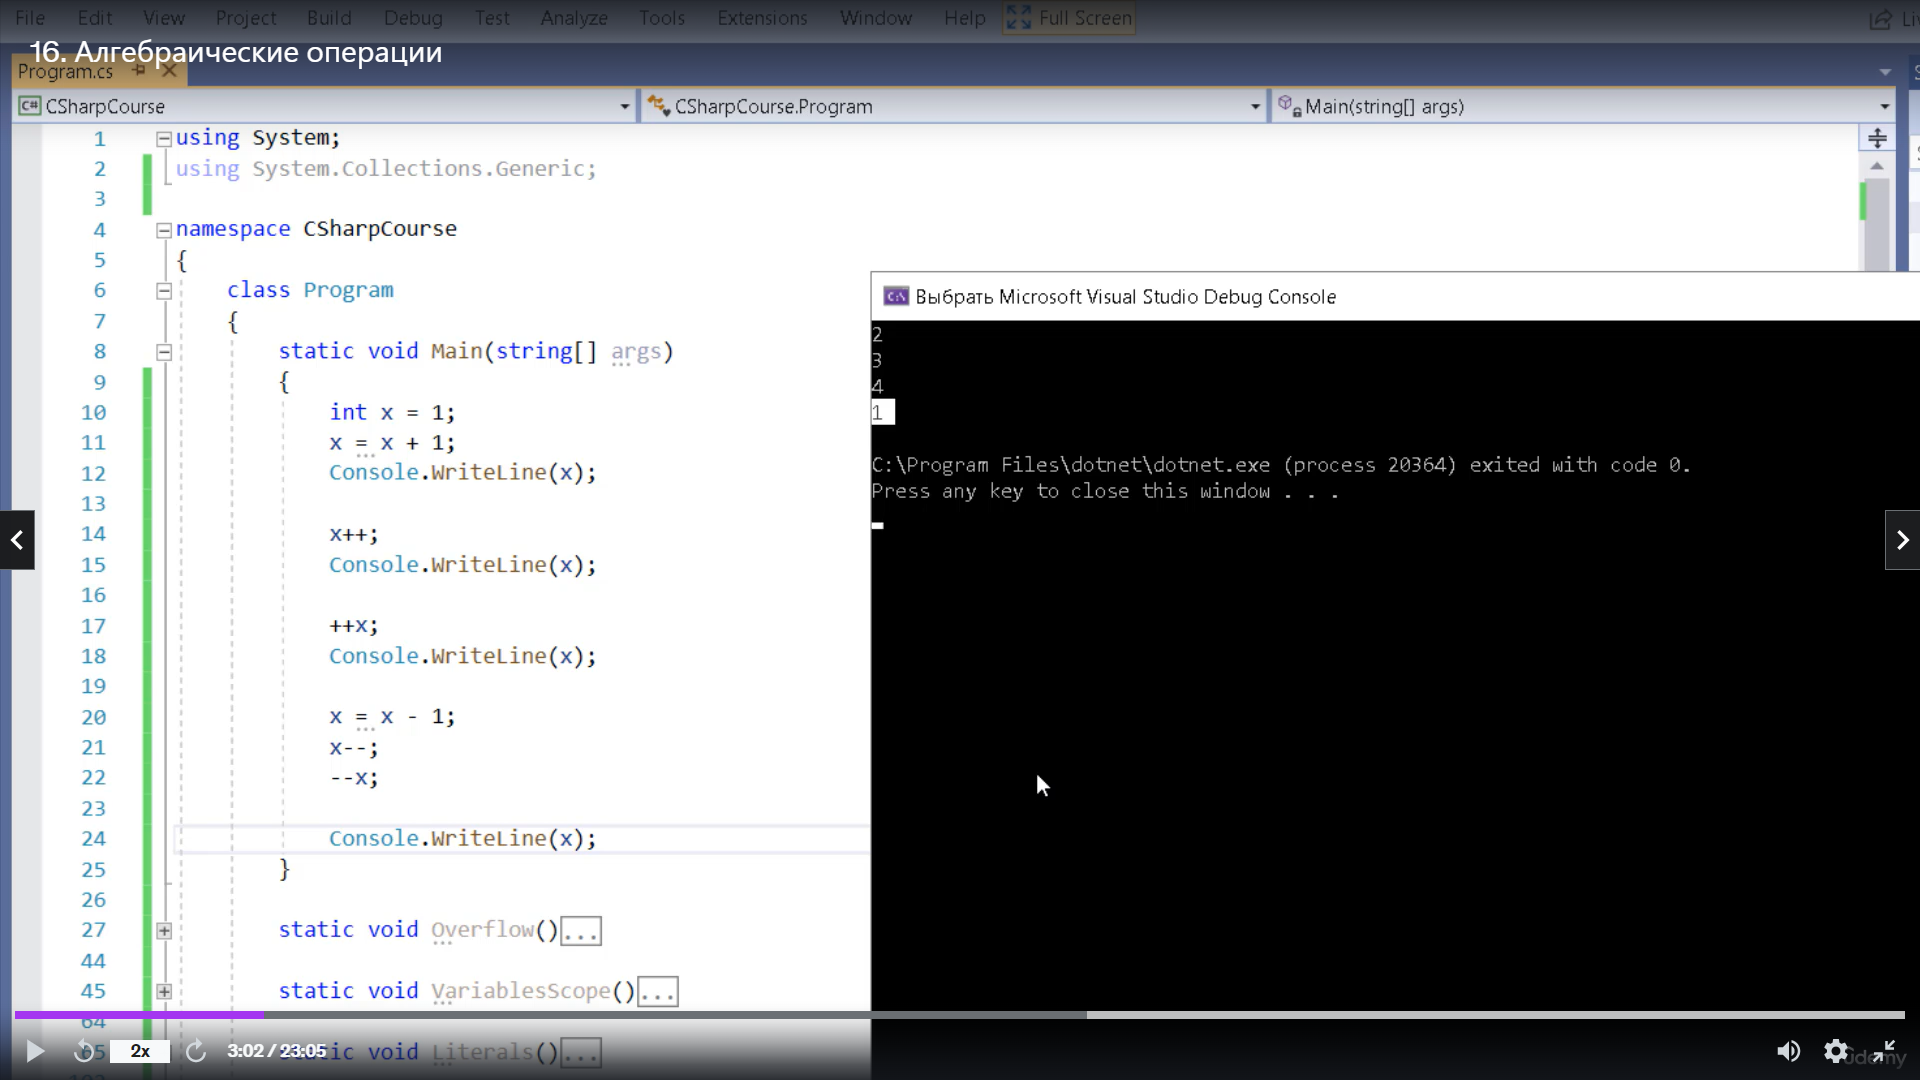 File Edit View Project Build Debug Test Analyze Tools Extensions Window Help Full Screen
16. Алгебраические операции
Program.cs
C# CSharpCourse CSharpCourse.Program Main(string[] args)
1 using System;
2 using System.Collections.Generic;
3
4 namespace CSharpCourse
5 {
6 class Program
7 {
8 static void Main(string[] args)
9 {
10 int x = 1;
11 x = x + 1;
12 Console.WriteLine(x);
13
14 x++;
15 Console.WriteLine(x);
16
17 ++x;
18 Console.WriteLine(x);
19
20 x = x - 1;
21 x--;
22 --x;
23
24 Console.WriteLine(x);
25 }
26
27 static void Overflow()...
44
45 static void VariablesScope()...
64
65 static void Literals()...
C:\ Выбрать Microsoft Visual Studio Debug Console
2
3
4
1
C:\Program Files\dotnet\dotnet.exe (process 20364) exited with code 0.
Press any key to close this window . . .
2x 3:02 / 23:05
udemy